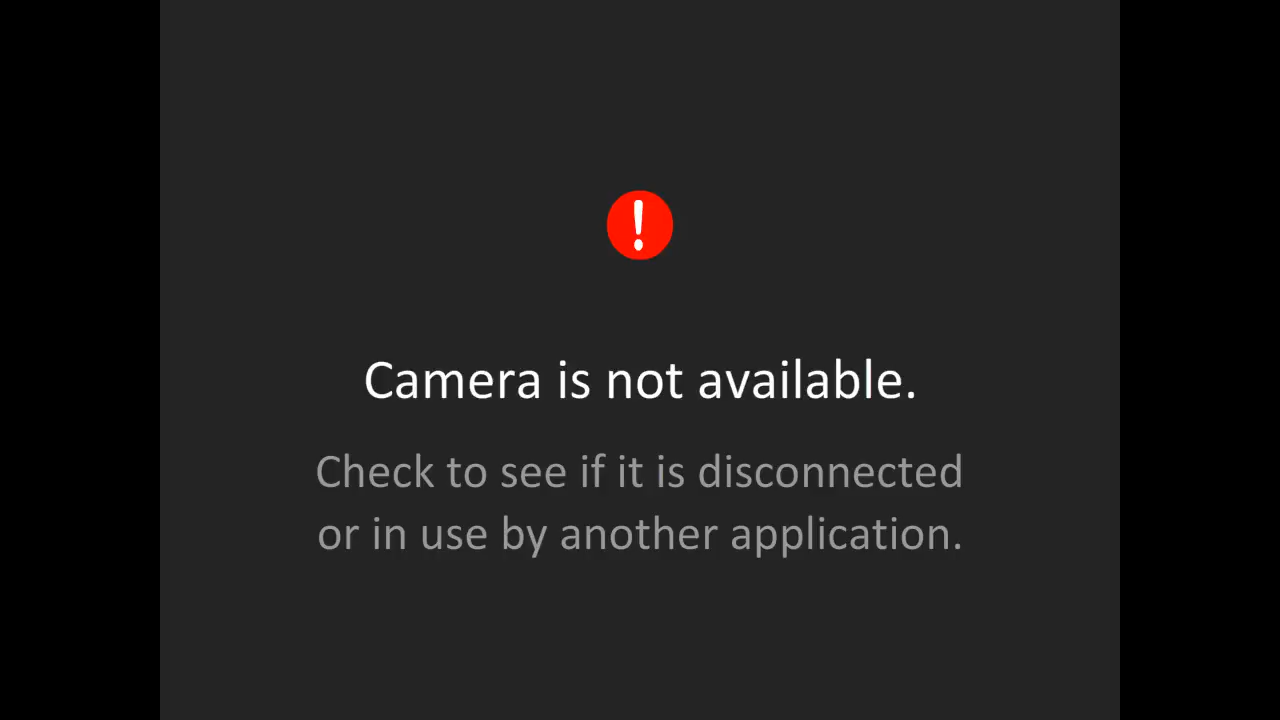 Camera is not available.
Check to see if it is disconnected
or in use by another application.